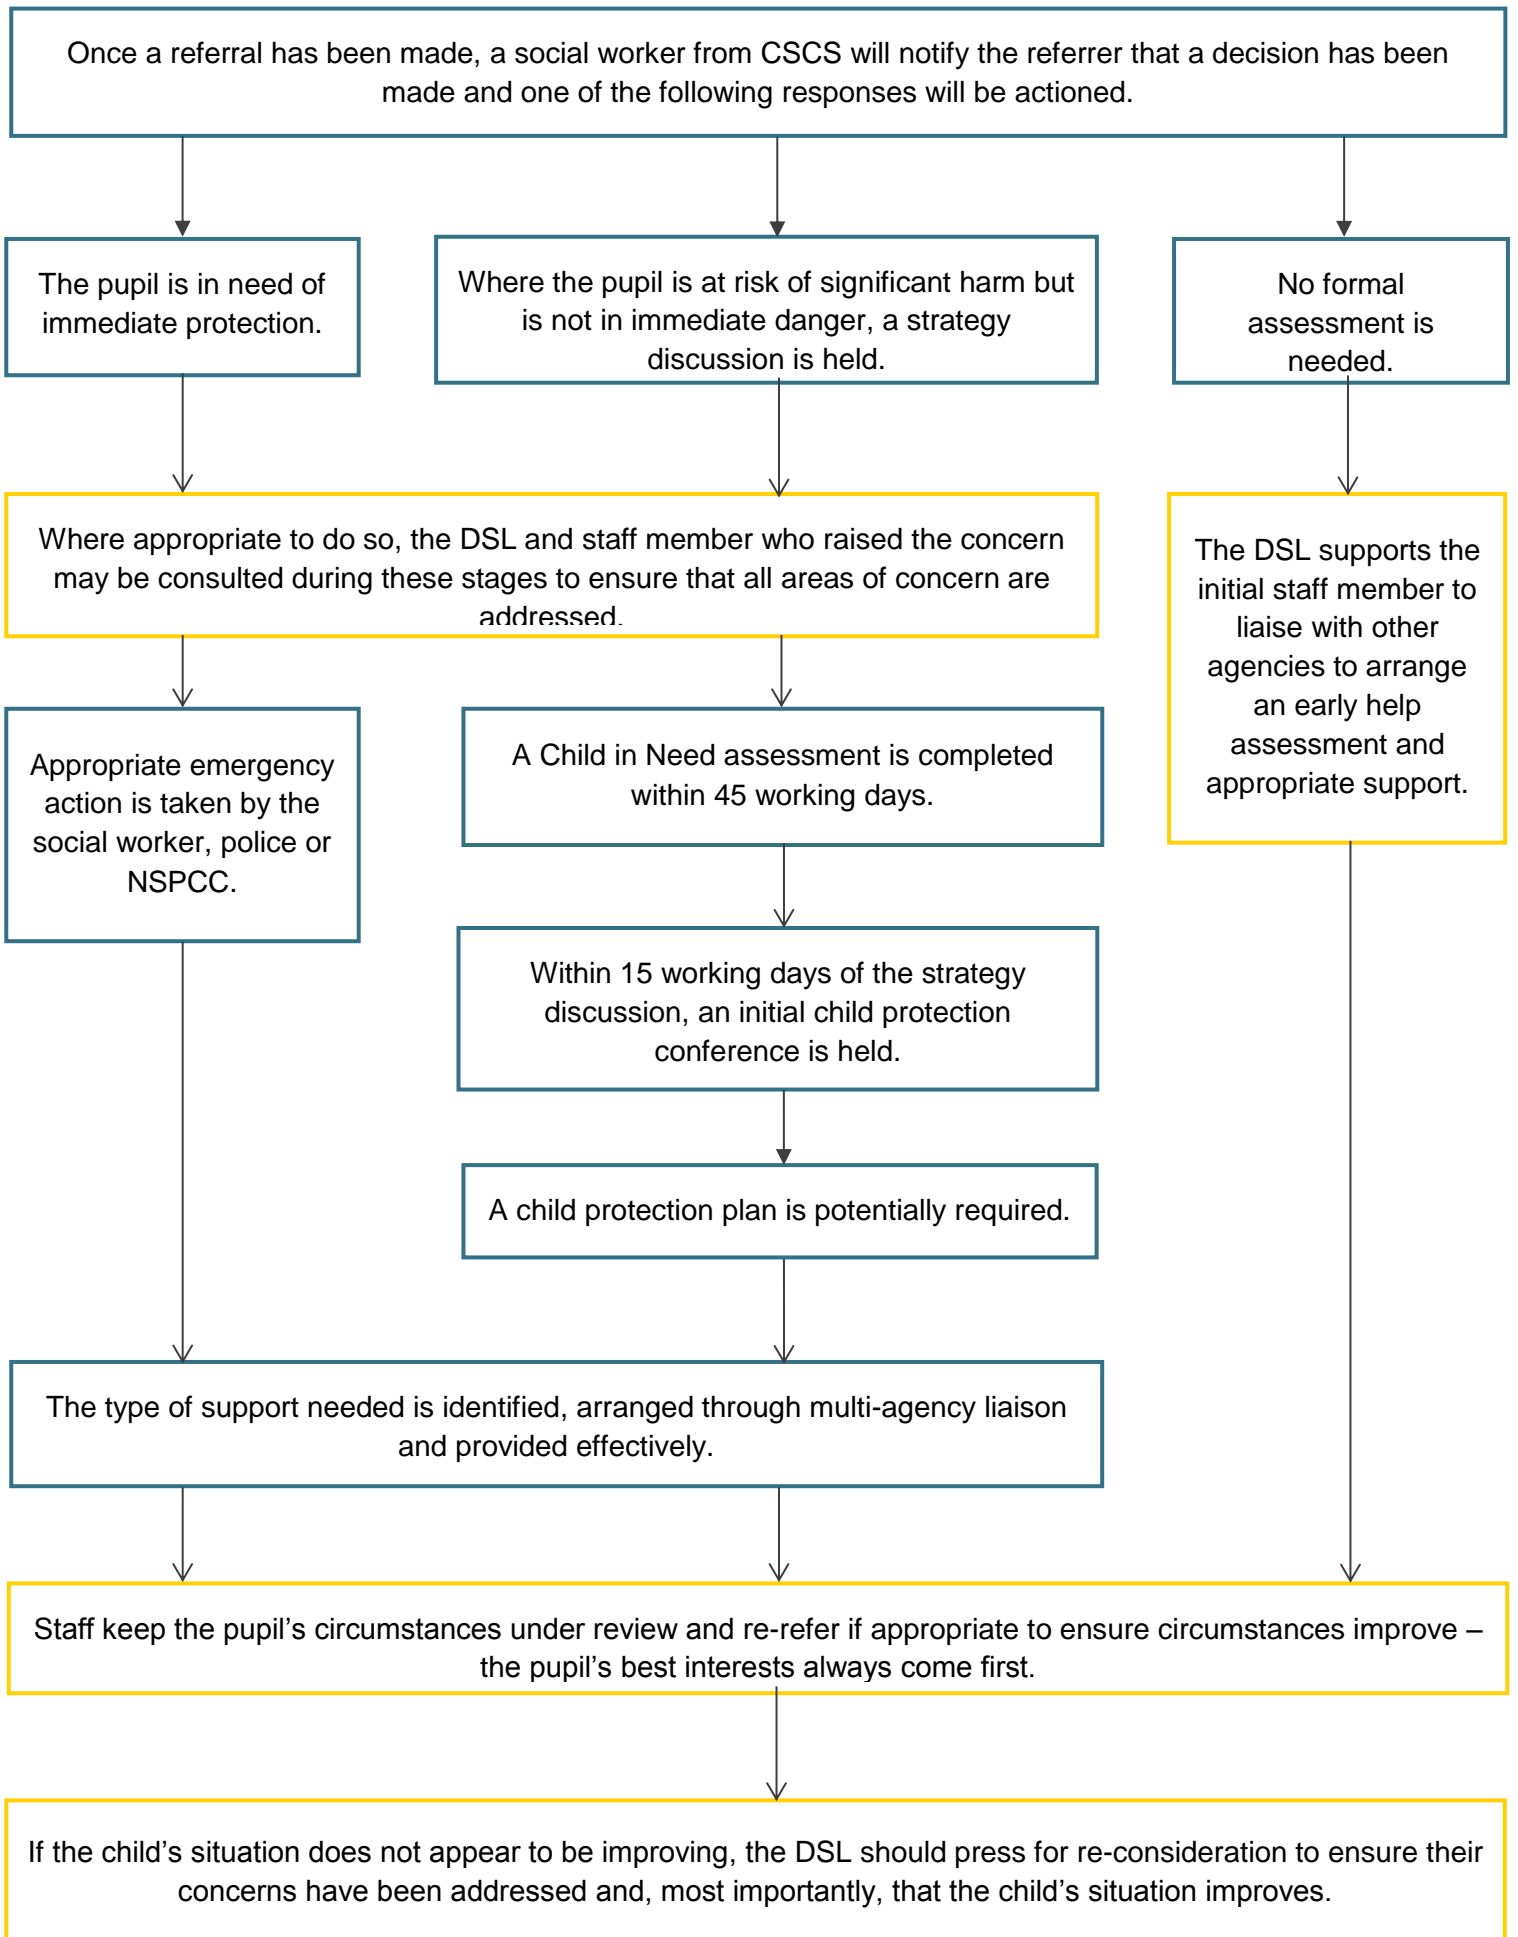 Once a referral has been made, a social worker from CSCS will notify the referrer that a decision has been
made and one of the following responses will be actioned.
The pupil is in need of
immediate protection.
Where the pupil is at risk of significant harm but
is not in immediate danger, a strategy
discussion is held.
No formal
assessment is
needed.
Where appropriate to do so, the DSL and staff member who raised the concern
may be consulted during these stages to ensure that all areas of concern are
addressed.
The DSL supports the
initial staff member to
liaise with other
agencies to arrange
an early help
assessment and
appropriate support.
Appropriate emergency
action is taken by the
social worker, police or
NSPCC.
A Child in Need assessment is completed
within 45 working days.
Within 15 working days of the strategy
discussion, an initial child protection
conference is held.
A child protection plan is potentially required.
The type of support needed is identified, arranged through multi-agency liaison
and provided effectively.
Staff keep the pupil’s circumstances under review and re-refer if appropriate to ensure circumstances improve –
the pupil’s best interests always come first.
If the child’s situation does not appear to be improving, the DSL should press for re-consideration to ensure their
concerns have been addressed and, most importantly, that the child’s situation improves.